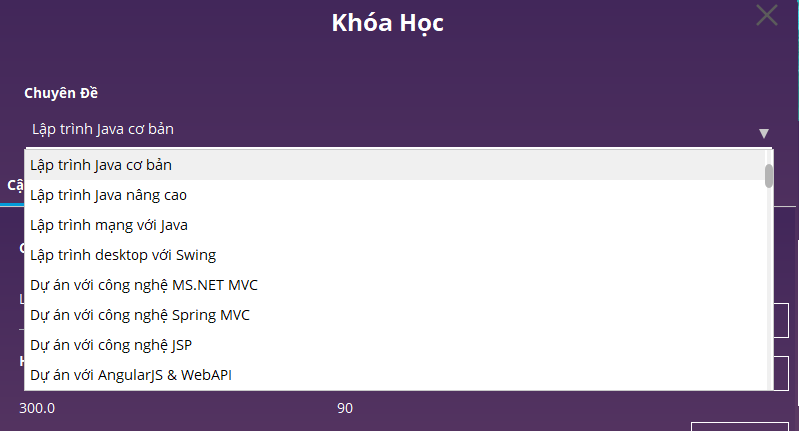 Khóa Học
Chuyên Đề
Lập trình Java cơ bản
Lập trình Java cơ bản
Lập trình Java nâng cao
Lập trình mạng với Java
Lập trình desktop với Swing
Dự án với công nghệ MS.NET MVC
Dự án với công nghệ Spring MVC
Dự án với công nghệ JSP
Dự án với AngularJS & WebAPI
300.0 90